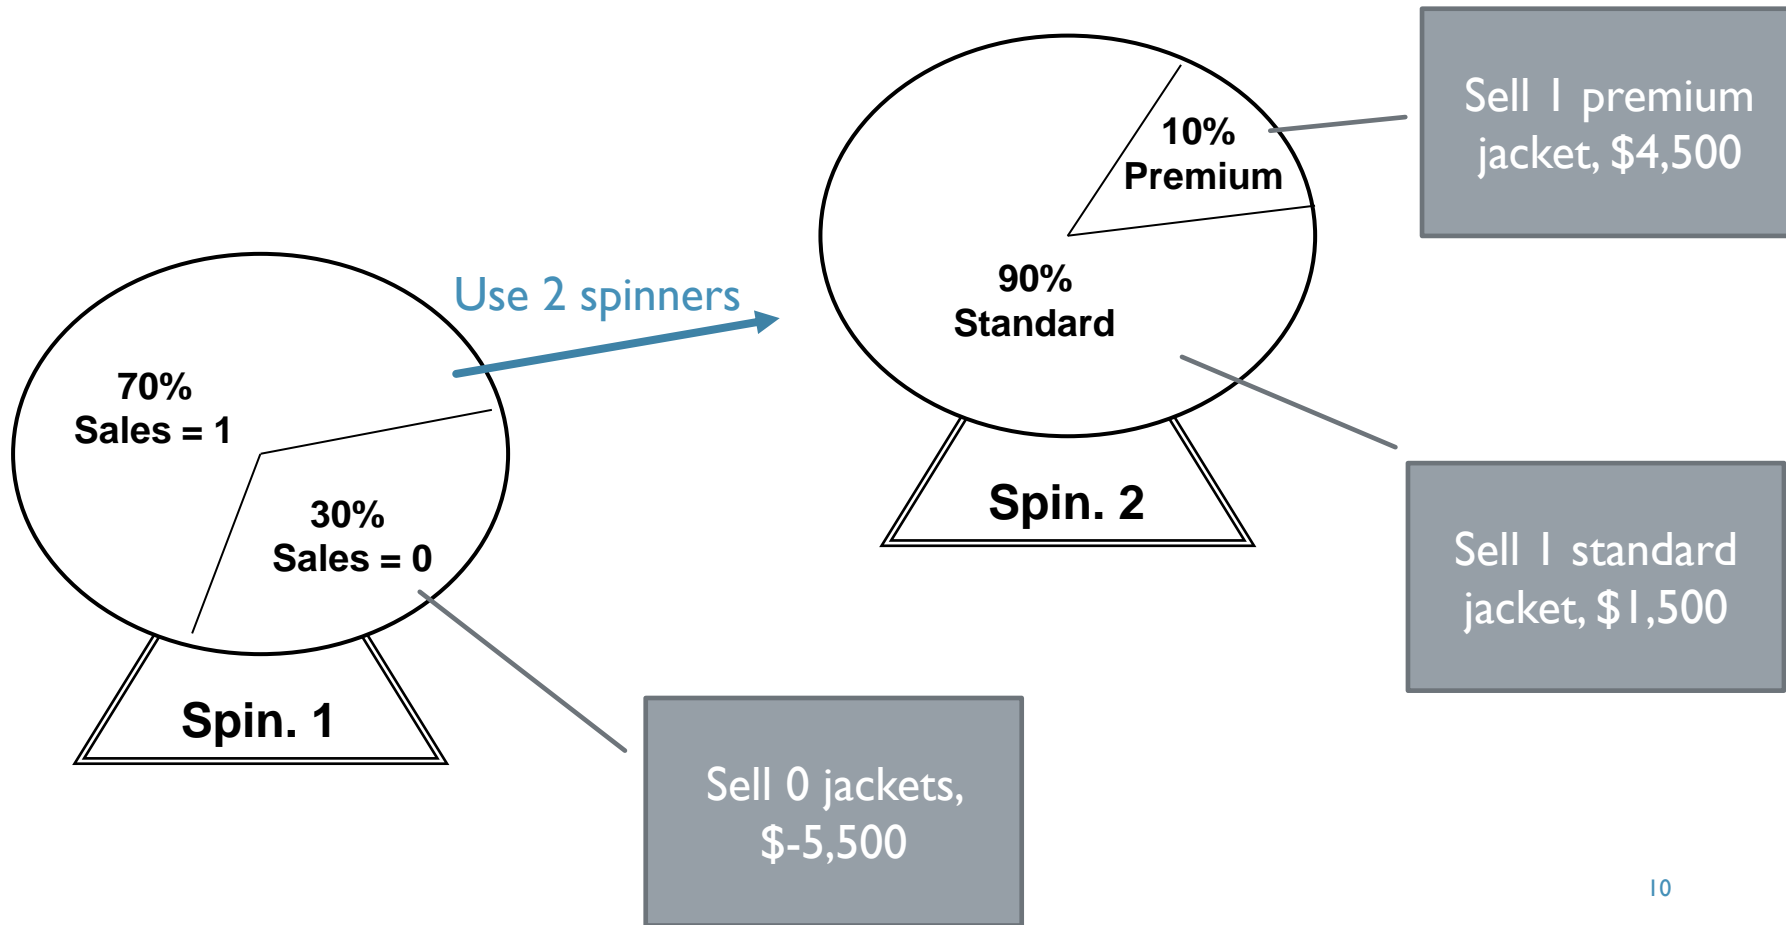 70%
Sales = 1
30%
Sales = 0
Spin. 1
Use 2 spinners
10%
Premium
90%
Standard
Spin. 2
Sell 1 premium
jacket, $4,500
Sell 1 standard
jacket, $1,500
Sell 0 jackets,
$-5,500
10